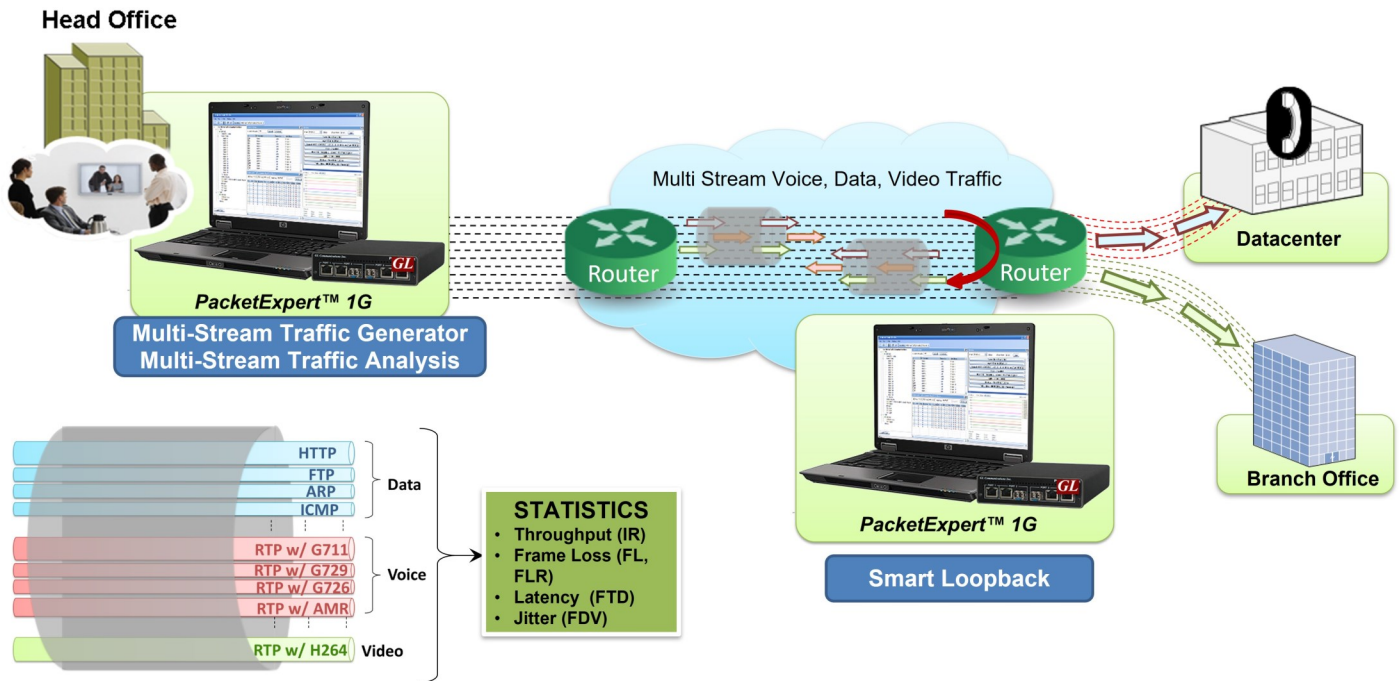 Head Office
GL
PacketExpert™ 1G
Multi-Stream Traffic Generator
Multi-Stream Traffic Analysis
Multi Stream Voice, Data, Video Traffic
Router
Router
Datacenter
Branch Office
GL
PacketExpert™ 1G
Smart Loopback
HTTP
FTP
ARP
ICMP
Data
RTP w/ G711
RTP w/ G729
RTP w/ G726
RTP w/ AMR
Voice
RTP w/ H264
Video
STATISTICS
• Throughput (IR)
• Frame Loss (FL,
FLR)
• Latency (FTD)
• Jitter (FDV)